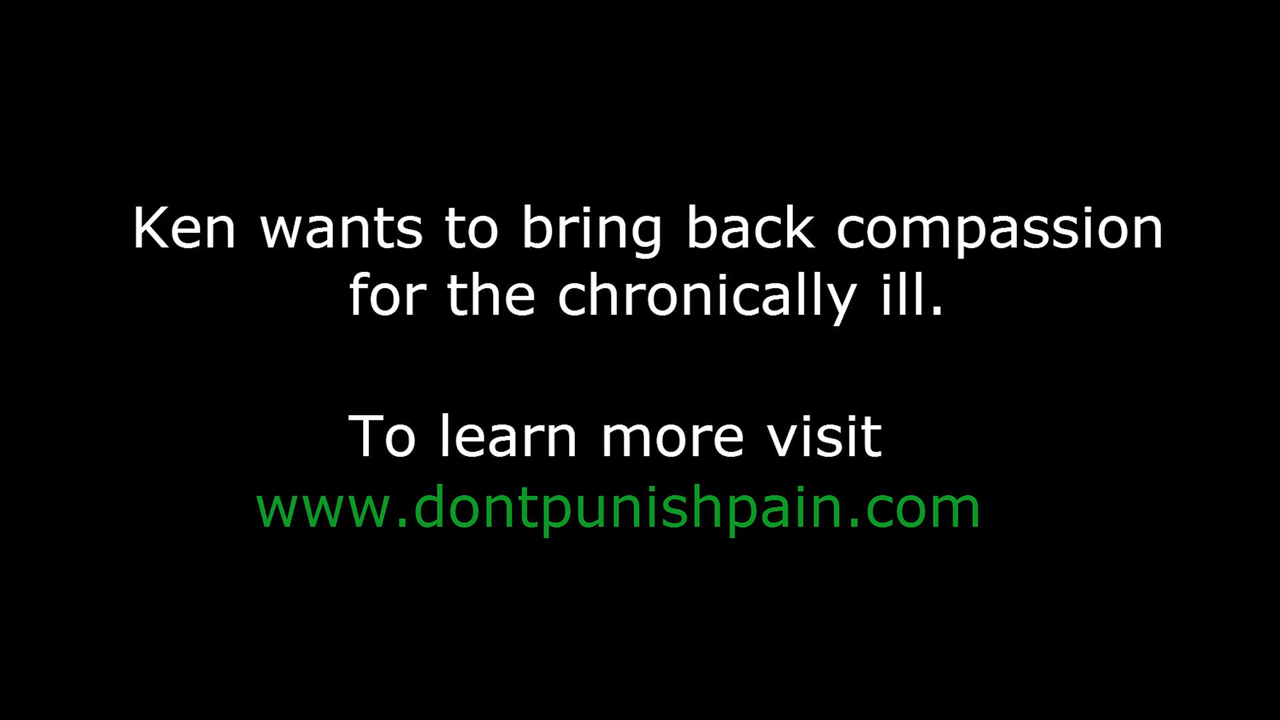 Ken wants to bring back compassion
for the chronically ill.
To learn more visit
www.dontpunishpain.com